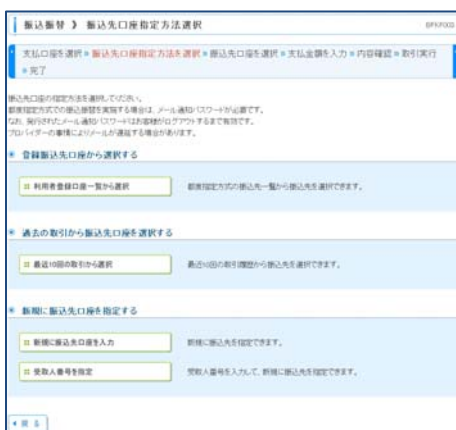 振込振替 》 振込先口座指定方法選択
BFKF003
支払口座を選択 » 振込先口座指定方法を選択 » 振込先口座を選択 » 支払金額を入力 » 内容確認 » 取引実行
» 完了
振込先口座の指定方法を選択してください。
都度指定方式での振込振替を実施する場合は、メール通知パスワードが必要です。
なお、発行されたメール通知パスワードはお客様がログアウトするまで有効です。
プロバイダーの事情によりメールが遅延する場合があります。
登録振込先口座から選択する
利用者登録口座一覧から選択
都度指定方式の振込先一覧から振込先を選択できます。
過去の取引から振込先口座を選択する
最近10回の取引から選択
最近10回の取引履歴から振込先を選択できます。
新規に振込先口座を指定する
新規に振込先口座を入力
新規に振込先を指定できます。
受取人番号を指定
受取人番号を入力して、新規に振込先を指定できます。
戻る